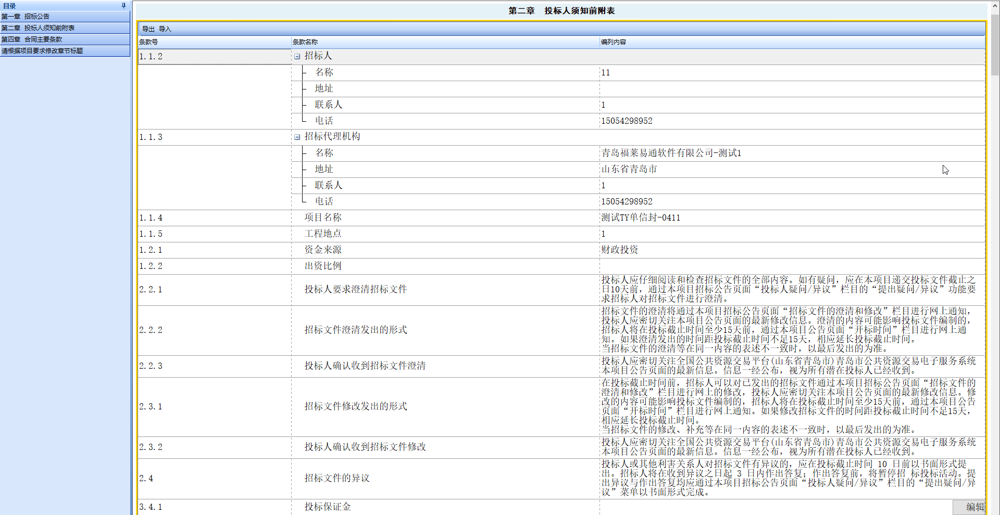 目录
第一章 招标公告
第二章 投标人须知前附表
第四章 合同主要条款
请根据项目要求修改章节标题
第二章 投标人须知前附表
导出 导入
条款号 条款名称 编列内容
1.1.2 招标人
名称 11
地址
联系人 1
电话 15054298952
1.1.3 招标代理机构
名称 青岛福莱易通软件有限公司-测试1
地址 山东省青岛市
联系人 1
电话 15054298952
1.1.4 项目名称 测试TY单信封-0411
1.1.5 工程地点 1
1.2.1 资金来源 财政投资
1.2.2 出资比例
2.2.1 投标人要求澄清招标文件
投标人应仔细阅读和检查招标文件的全部内容。如有疑问，应在本项目递交投标文件截止之
日10天前，通过本项目招标公告页面“投标人疑问/异议”栏目的“提出疑问/异议”功能要
求招标人对招标文件进行澄清。
2.2.2 招标文件澄清发出的形式
招标文件的澄清将通过本项目招标公告页面“招标文件的澄清和修改”栏目进行网上通知，
投标人应密切关注本项目公告页面的最新修改信息。澄清的内容可能影响投标文件编制的，
招标人将在投标截止时间至少15天前，通过本项目公告页面“开标时间”栏目进行网上通
知。如果澄清发出的时间距投标截止时间不足15天，相应延长投标截止时间。
当招标文件的澄清等在同一内容的表述不一致时，以最后发出的为准。
2.2.3 投标人确认收到招标文件澄清
投标人应密切关注全国公共资源交易平台(山东省青岛市)青岛市公共资源交易电子服务系统
本项目公告页面的最新信息。信息一经公布，视为所有潜在投标人已经收到。
2.3.1 招标文件修改发出的形式
在投标截止时间前，招标人可以对已发出的招标文件通过本项目招标公告页面“招标文件的
澄清和修改”栏目进行网上的修改，投标人应密切关注本项目公告页面的最新修改信息。修
改的内容可能影响投标文件编制的，招标人将在投标截止时间至少15天前，通过本项目公告
页面“开标时间”栏目进行网上通知。如果修改招标文件的时间距投标截止时间不足15天，
相应延长投标截止时间。
当招标文件的修改、补充等在同一内容的表述不一致时，以最后发出的为准。
2.3.2 投标人确认收到招标文件修改
投标人应密切关注全国公共资源交易平台(山东省青岛市)青岛市公共资源交易电子服务系统
本项目公告页面的最新信息。信息一经公布，视为所有潜在投标人已经收到。
2.4 招标文件的异议
投标人或其他利害关系人对招标文件有异议的，应在投标截止时间 10 日前以书面形式提
出。招标人将在收到异议之日起 3 日内作出答复；作出答复前，将暂停招 标投标活动。提
出异议与作出答复均应通过本项目招标公告页面“投标人疑问/异议”栏目的“提出疑问/异
议”菜单以书面形式完成。
3.4.1 投标保证金
编辑